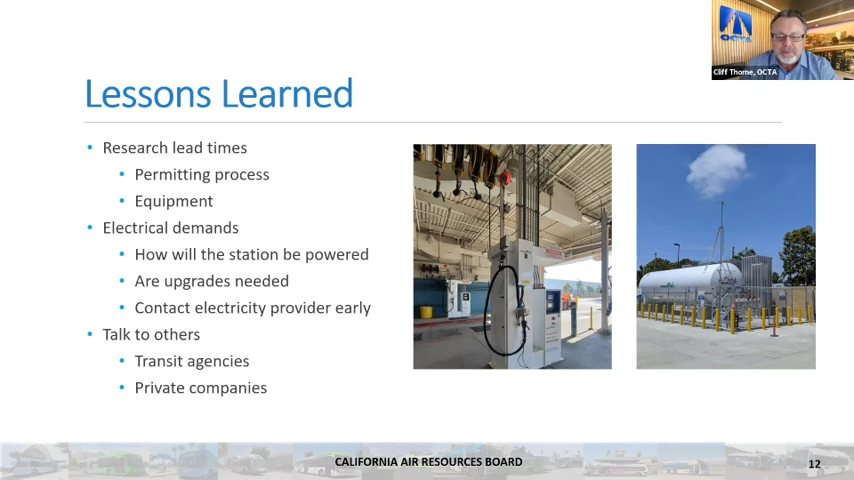 OCTA
Cliff Thorne, OCTA
Lessons Learned
• Research lead times
• Permitting process
• Equipment
• Electrical demands
• How will the station be powered
• Are upgrades needed
• Contact electricity provider early
• Talk to others
• Transit agencies
• Private companies
CALIFORNIA AIR RESOURCES BOARD
12